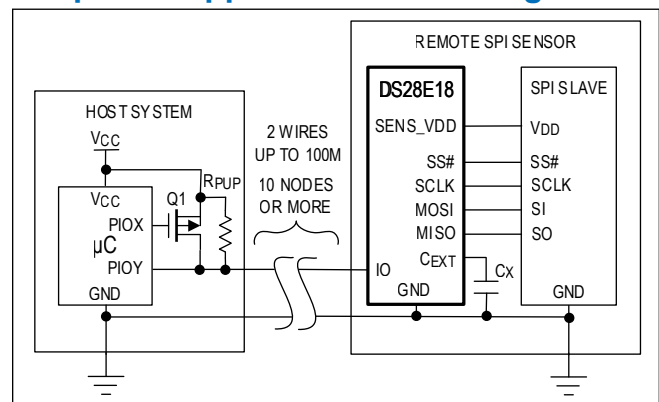 REMOTE SPI SENSOR
DS28E18
SPI SLAVE
SENS_VDD
VDD
SS#
SS#
SCLK
SCLK
MOSI
SI
MISO
SO
CEXT
CX
IO
GND
GND
HOST SYSTEM
VCC
VCC
RPUP
Q1
PIOX
µC
PIOY
GND
2 WIRES
UP TO 100M
10 NODES
OR MORE